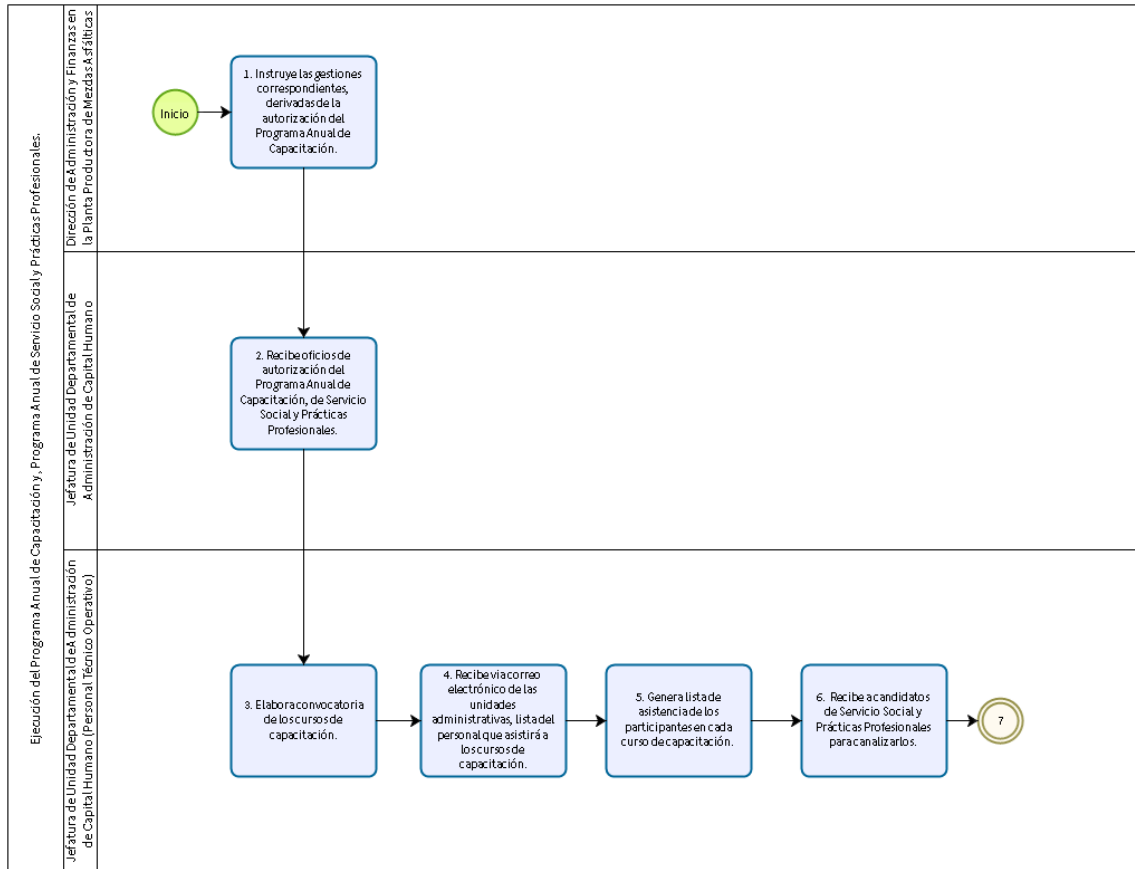 Ejecución del Programa Anual de Capacitación y, Programa Anual de Servicio Social y Prácticas Profesionales.
Dirección de Administración y Finanzas en
la Planta Productora de Mezclas Asfálticas
Inicio
1. Instruye las gestiones
correspondientes,
derivadas de la
autorización del
Programa Anual de
Capacitación.
Jefatura de Unidad Departamental de
Administración de Capital Humano
2. Recibe oficios de
autorización del
Programa Anual de
Capacitación, de Servicio
Social y Prácticas
Profesionales.
Jefatura de Unidad Departamental de Administración
de Capital Humano (Personal Técnico Operativo)
3. Elabora convocatoria
de los cursos de
capacitación.
4. Recibe via correo
electrónico de las
unidades
administrativas, lista del
personal que asistirá a
los cursos de
capacitación.
5. Genera lista de
asistencia de los
participantes en cada
curso de capacitación.
6. Recibe a candidatos
de Servicio Social y
Prácticas Profesionales
para canalizarlos.
7